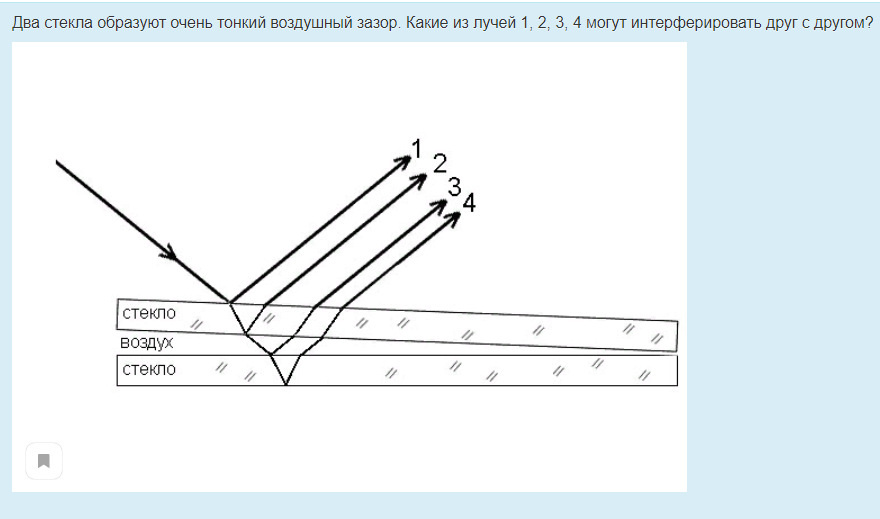 Два стекла образуют очень тонкий воздушный зазор. Какие из лучей 1, 2, 3, 4 могут интерферировать друг с другом?
1
2
3
4
стекло
воздух
стекло